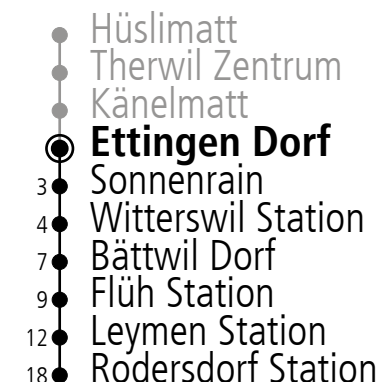 Hüslimatt
Therwil Zentrum
Känelmatt
Ettingen Dorf
3 Sonnenrain
4 Witterswil Station
7 Bättwil Dorf
9 Flüh Station
12 Leymen Station
18 Rodersdorf Station